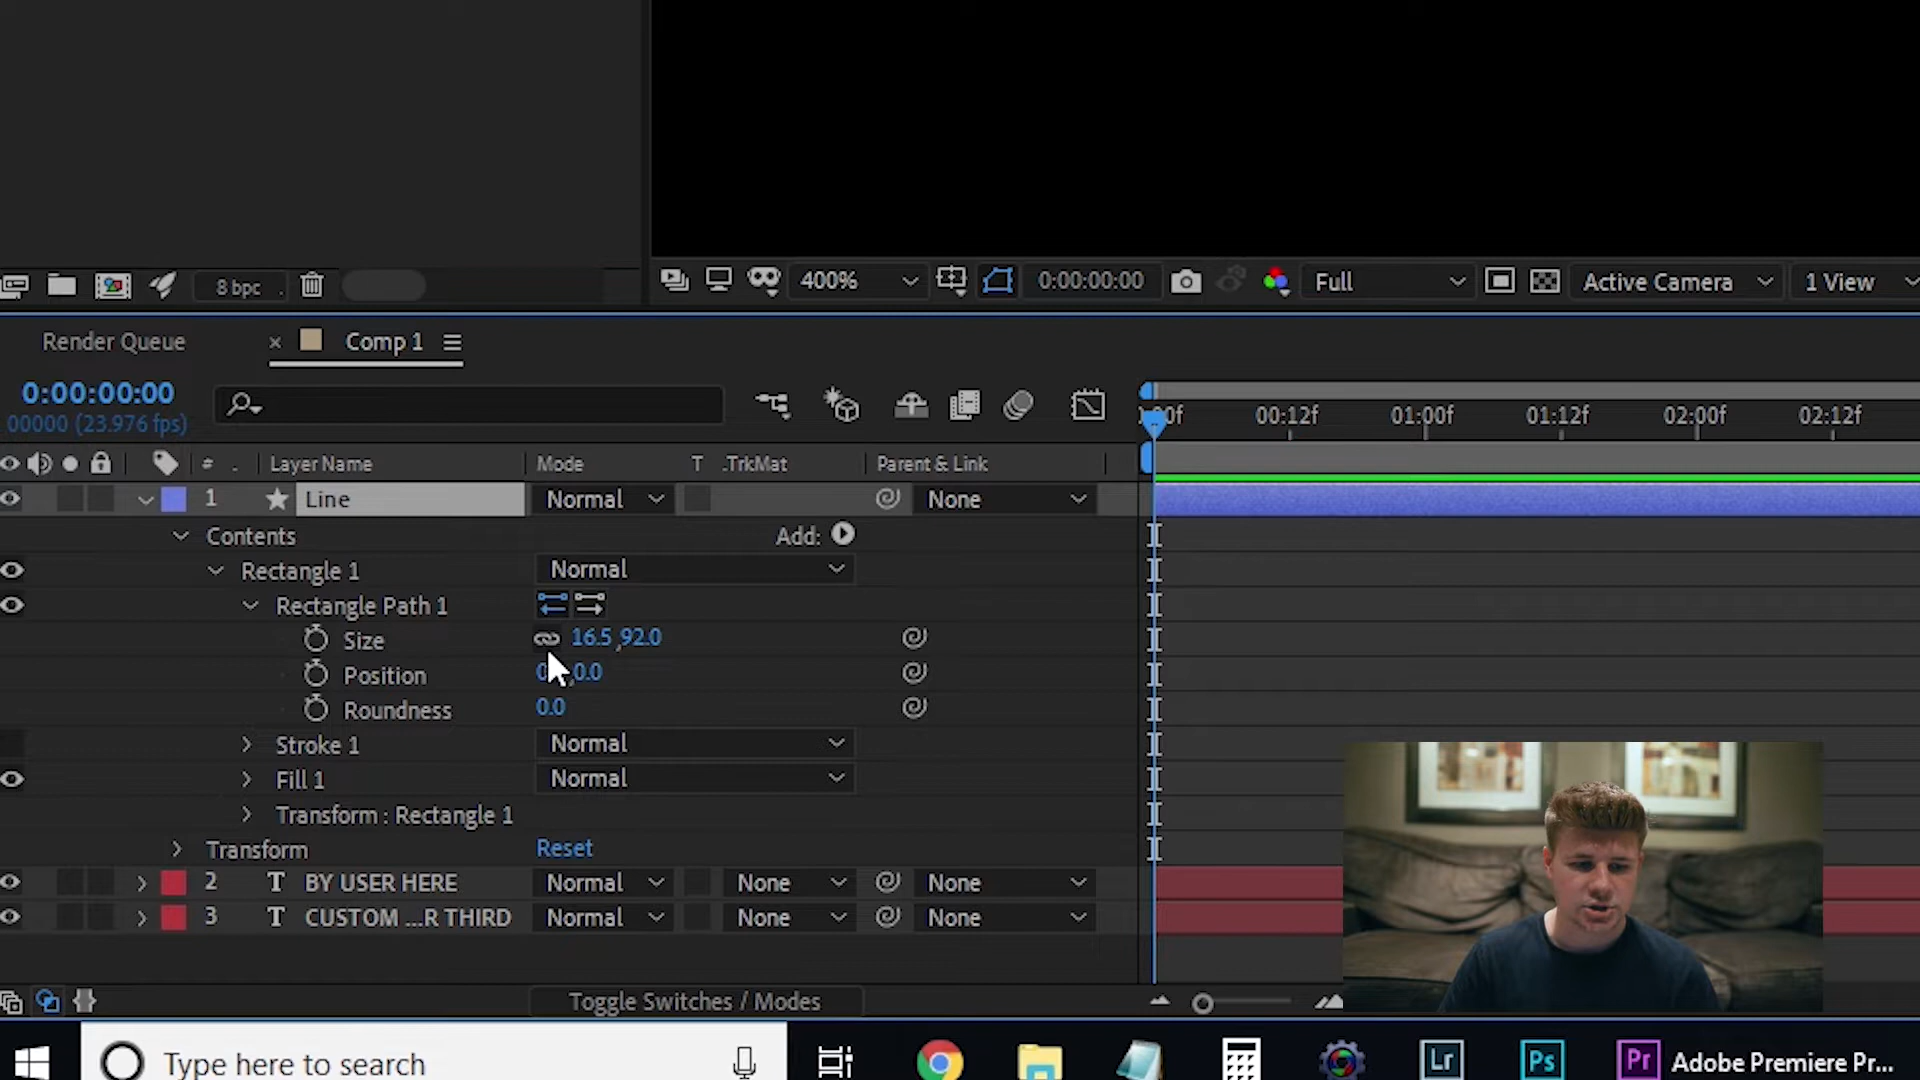 8 bpc
400%
0:00:00:00
Full
Active Camera
1 View
Render Queue
× Comp 1
0:00:00:00
00000 (23.976 fps)
00f 00:12f 01:00f 01:12f 02:00f 02:12f
# . Layer Name Mode T .TrkMat Parent & Link
1 Line Normal None
Contents Add:
Rectangle 1 Normal
Rectangle Path 1
Size 16.5,92.0
Position ,0.0
Roundness 0.0
Stroke 1 Normal
Fill 1 Normal
Transform : Rectangle 1
Transform Reset
2 T BY USER HERE Normal None None
3 T CUSTOM ...R THIRD Normal None None
Toggle Switches / Modes
Type here to search
Lr
Ps
Pr Adobe Premiere Pr...